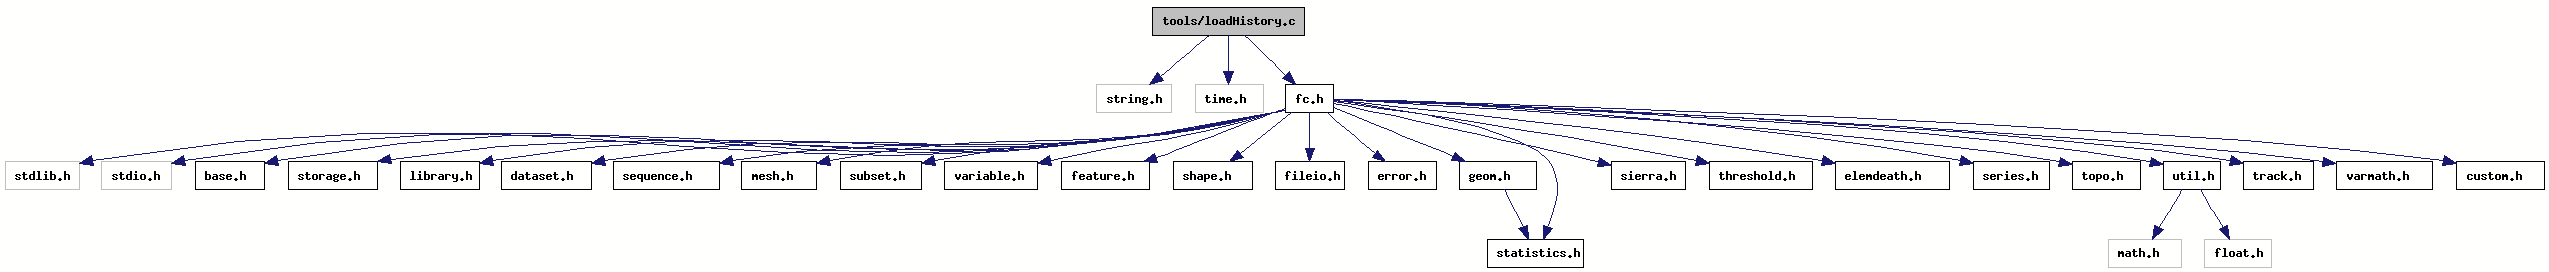 tools/loadHistory.c
string.h
time.h
fc.h
stdlib.h
stdio.h
base.h
storage.h
library.h
dataset.h
sequence.h
mesh.h
subset.h
variable.h
feature.h
shape.h
fileio.h
error.h
geom.h
sierra.h
threshold.h
elemdeath.h
series.h
topo.h
util.h
track.h
varmath.h
custom.h
statistics.h
math.h
float.h